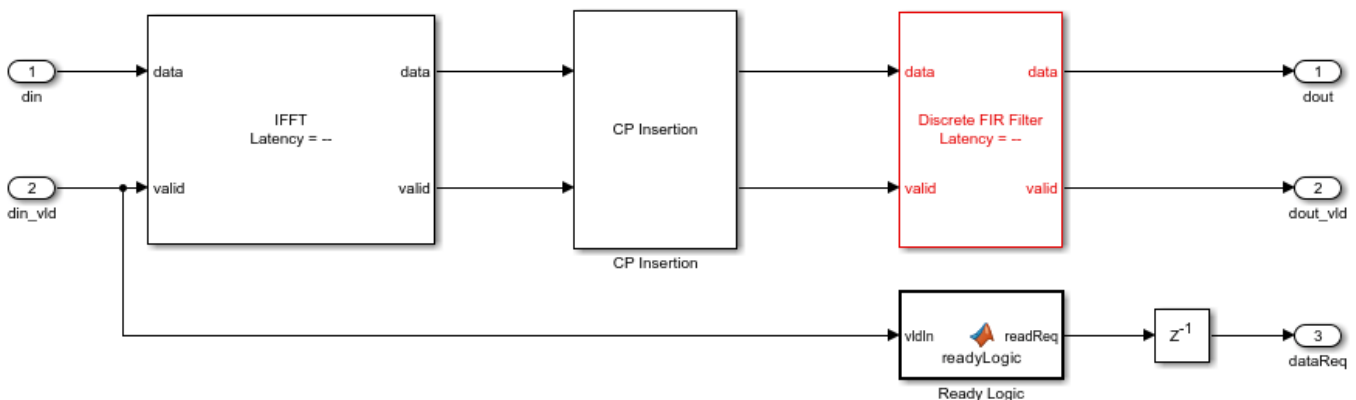 1
din
2
din_vld
data
valid
IFFT
Latency = --
data
valid
CP Insertion
CP Insertion
data
valid
Discrete FIR Filter
Latency = --
data
valid
1
dout
2
dout_vld
vldIn
readReq
readyLogic
Ready Logic
z-1
3
dataReq